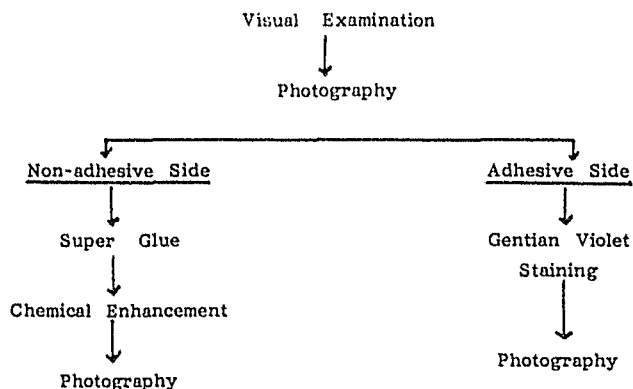 Visual Examination
Photography
Non-adhesive Side
Adhesive Side
Super Glue
Gentian Violet
Staining
Chemical Enhancement
Photography
Photography